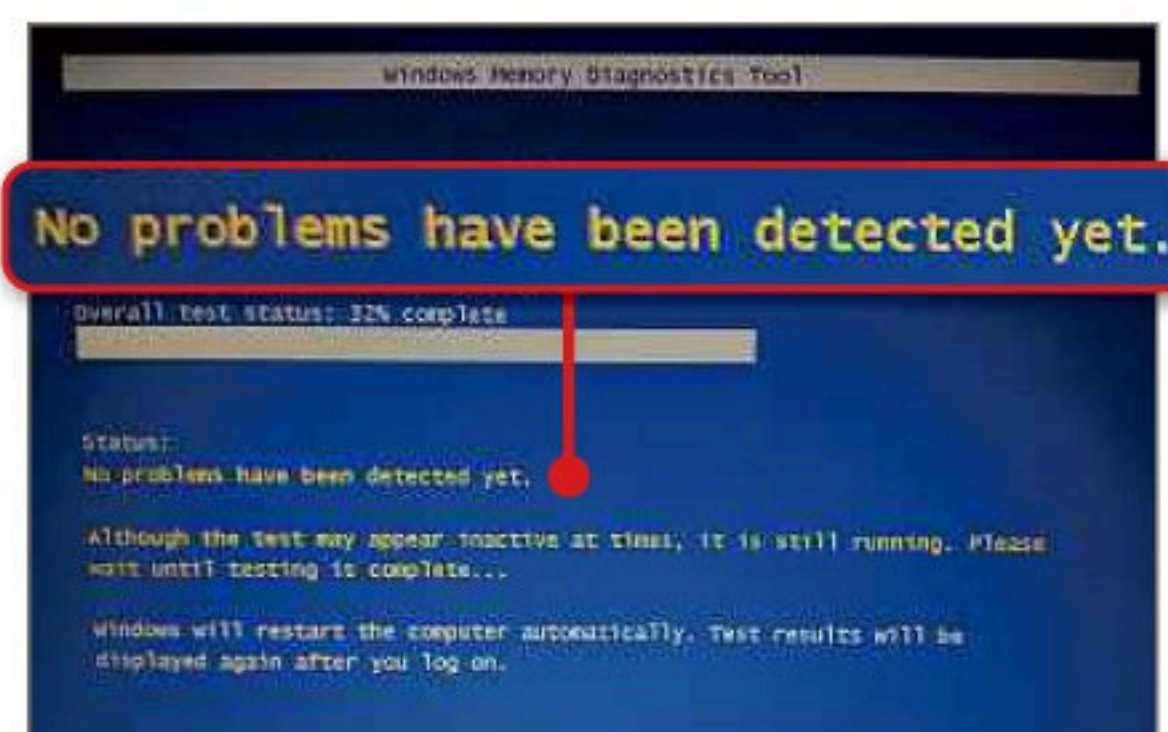 Windows Memory Diagnostics Tool
No problems have been detected yet.
Overall test status: 32% complete
Status:
No problems have been detected yet.
Although the test may appear inactive at times, it is still running. Please
wait until testing is complete...
Windows will restart the computer automatically. Test results will be
displayed again after you log on.